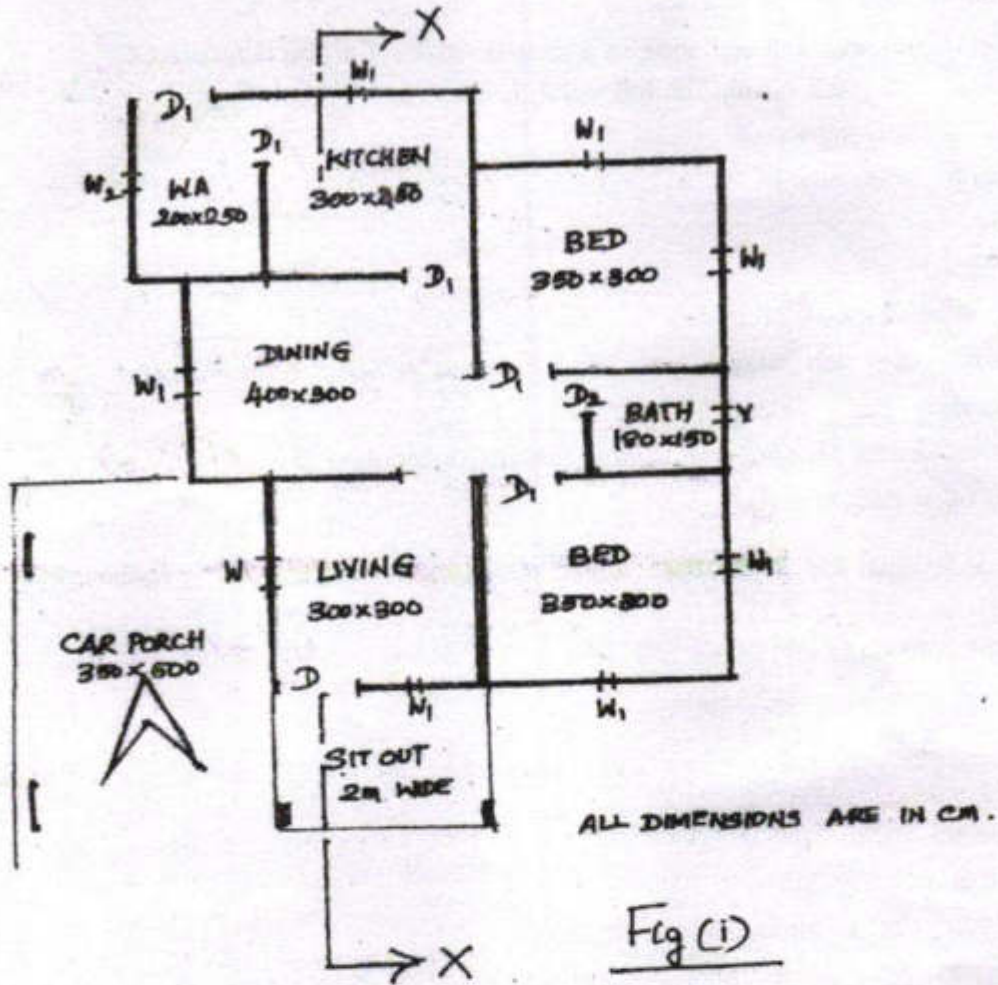 X
W1
D1
D1
KITCHEN
300x250
W2
WA
200x250
W1
BED
350x300
W1
D1
DINING
400x300
W1
D1
D2
BATH
180x150
V
D1
W
LIVING
300x300
BED
350x300
W1
CAR PORCH
350x500
D
W1
W1
SIT OUT
2m WIDE
ALL DIMENSIONS ARE IN CM.
X
Fig (i)